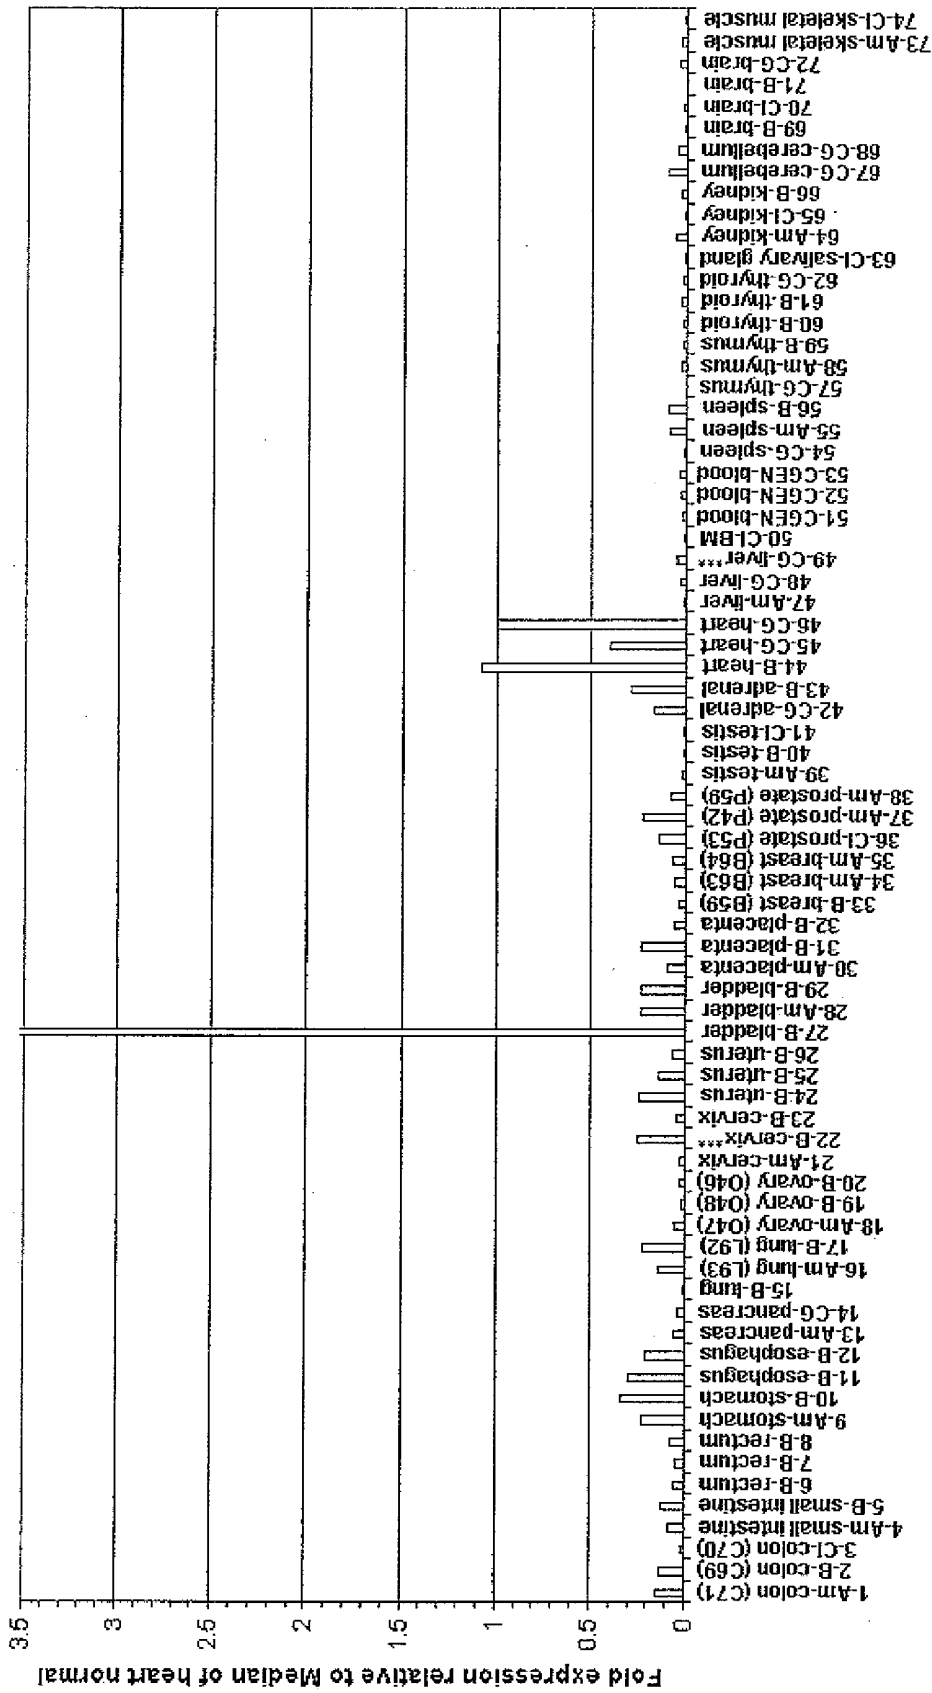 Fold expression relative to Median of heart normal
3.5
3
2.5
2
1.5
1
0.5
0
1-Am-colon (C71)
2-B-colon (C69)
3-CI-colon (C70)
4-Am-small intestine
5-B-small intestine
6-B-rectum
7-B-rectum
8-B-rectum
9-Am-stomach
10-B-stomach
11-B-esophagus
12-B-esophagus
13-Am-pancreas
14-CG-pancreas
15-B-lung
16-Am-lung (L93)
17-B-lung (L92)
18-Am-ovary (O47)
19-B-ovary (O48)
20-B-ovary (O46)
21-Am-cervix
22-B-cervix***
23-B-cervix
24-B-uterus
25-B-uterus
26-B-uterus
27-B-bladder
28-Am-bladder
29-B-bladder
30-Am-placenta
31-B-placenta
32-B-placenta
33-B-breast (B59)
34-Am-breast (B63)
35-Am-breast (B64)
36-CI-prostate (P53)
37-Am-prostate (P42)
38-Am-prostate (P59)
39-Am-testis
40-B-testis
41-CI-testis
42-CG-adrenal
43-B-adrenal
44-B-heart
45-CG-heart
46-CG-heart
47-Am-liver
48-CG-liver
49-CG-liver***
50-CI-BM
51-CGEN-blood
52-CGEN-blood
53-CGEN-blood
54-CG-spleen
55-Am-spleen
56-B-spleen
57-CG-thymus
58-Am-thymus
59-B-thymus
60-B-thyroid
61-B-thyroid
62-CG-thyroid
63-CI-salivary gland
64-Am-kidney
65-CI-kidney
66-B-kidney
67-CG-cerebellum
68-CG-cerebellum
69-B-brain
70-CI-brain
71-B-brain
72-CG-brain
73-Am-skeletal muscle
74-CI-skeletal muscle